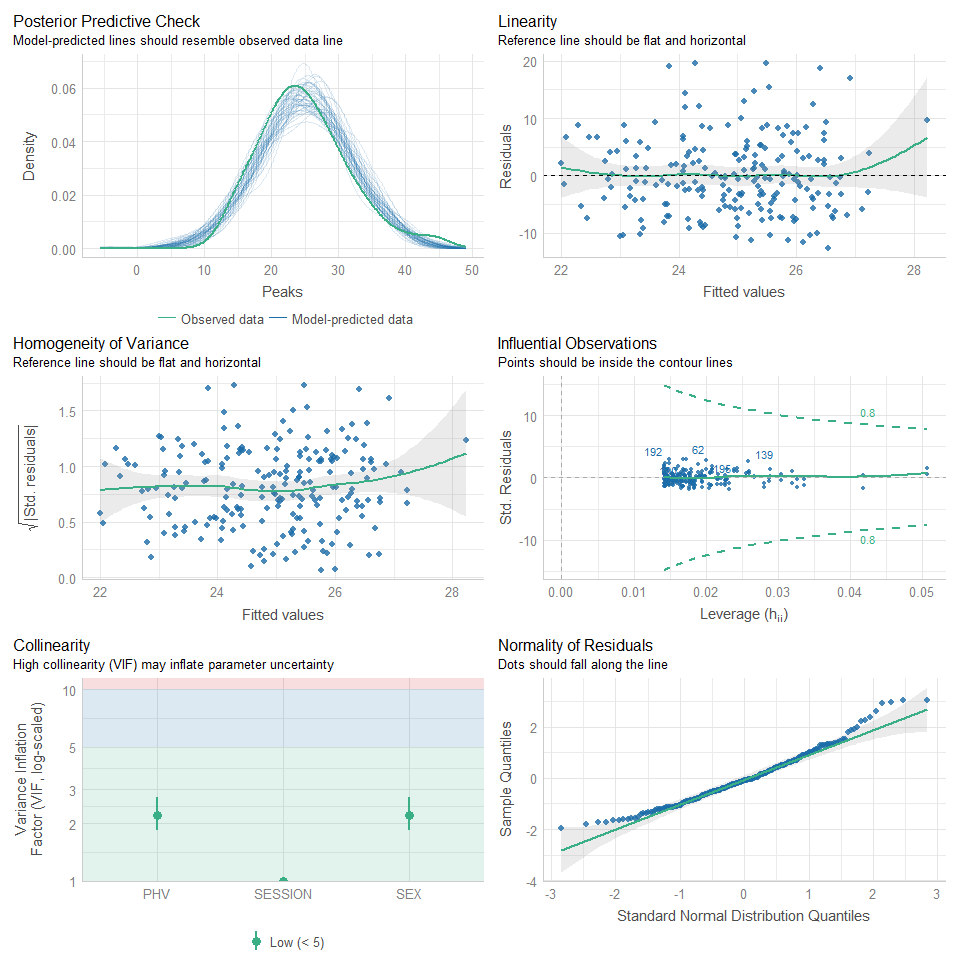 Posterior Predictive Check
Model-predicted lines should resemble observed data line
0.06
0.04
0.02
0.00
Density
0
10
20
30
40
50
Peaks
Observed data
Model-predicted data
Linearity
Reference line should be flat and horizontal
20
10
0
-10
Residuals
22
24
26
28
Fitted values
Homogeneity of Variance
Reference line should be flat and horizontal
1.5
1.0
0.5
0.0
√|Std. residuals|
22
24
26
28
Fitted values
Influential Observations
Points should be inside the contour lines
10
0
-10
Std. Residuals
0.8
192
62
195
139
0.8
0.00
0.01
0.02
0.03
0.04
0.05
Leverage (hii)
Collinearity
High collinearity (VIF) may inflate parameter uncertainty
10
5
3
2
1
Variance Inflation
Factor (VIF, log-scaled)
PHV
SESSION
SEX
Low (< 5)
Normality of Residuals
Dots should fall along the line
2
0
-2
-4
Sample Quantiles
-3
-2
-1
0
1
2
3
Standard Normal Distribution Quantiles